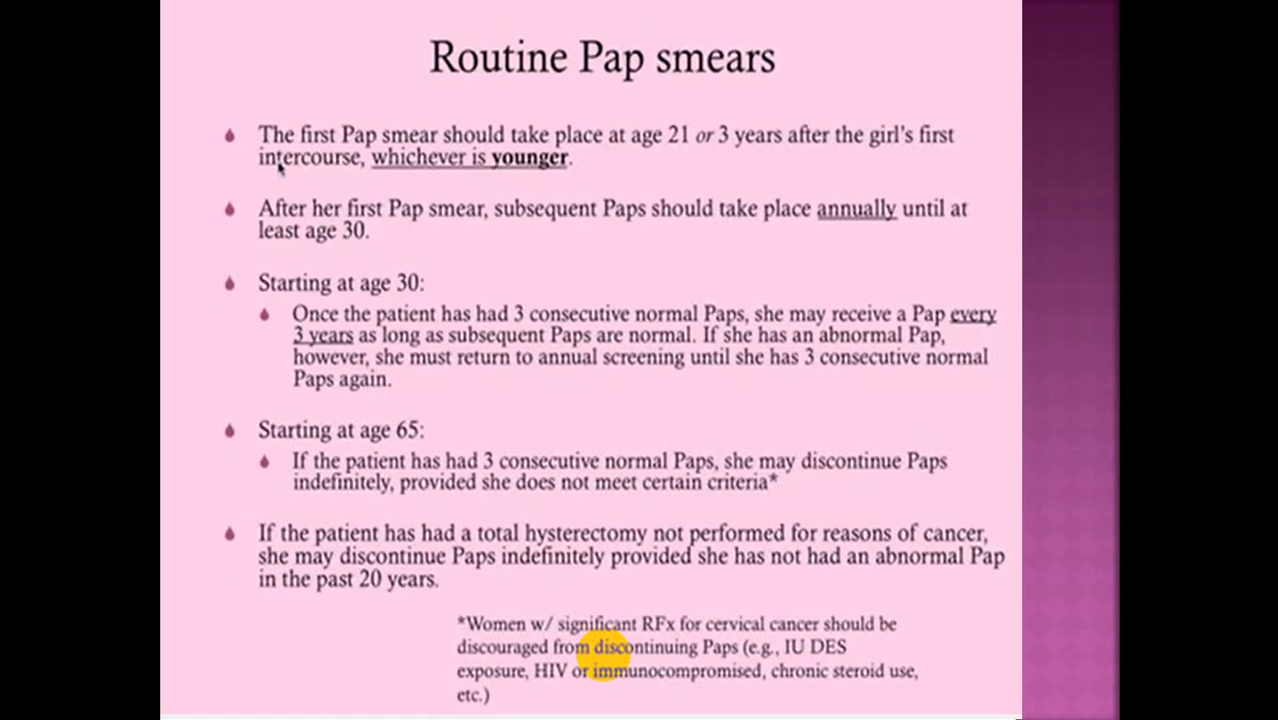 Routine Pap smears
The first Pap smear should take place at age 21 or 3 years after the girl's first
intercourse, whichever is younger.
After her first Pap smear, subsequent Paps should take place annually until at
least age 30.
Starting at age 30:
Once the patient has had 3 consecutive normal Paps, she may receive a Pap every
3 years as long as subsequent Paps are normal. If she has an abnormal Pap,
however, she must return to annual screening until she has 3 consecutive normal
Paps again.
Starting at age 65:
If the patient has had 3 consecutive normal Paps, she may discontinue Paps
indefinitely, provided she does not meet certain criteria*
If the patient has had a total hysterectomy not performed for reasons of cancer,
she may discontinue Paps indefinitely provided she has not had an abnormal Pap
in the past 20 years.
*Women w/ significant RFx for cervical cancer should be
discouraged from discontinuing Paps (e.g., IU DES
exposure, HIV or immunocompromised, chronic steroid use,
etc.)